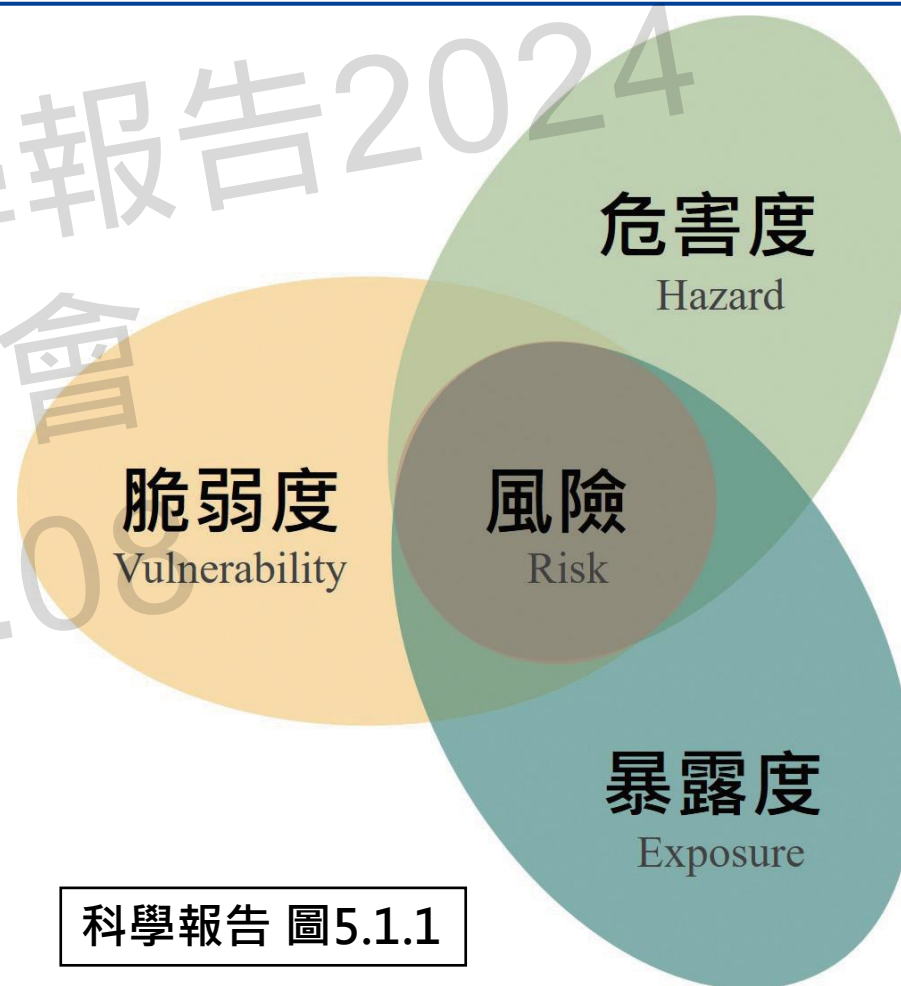 報告2024
會
危害度
Hazard
脆弱度
Vulnerability
風險
Risk
08
暴露度
Exposure
科學報告 圖5.1.1